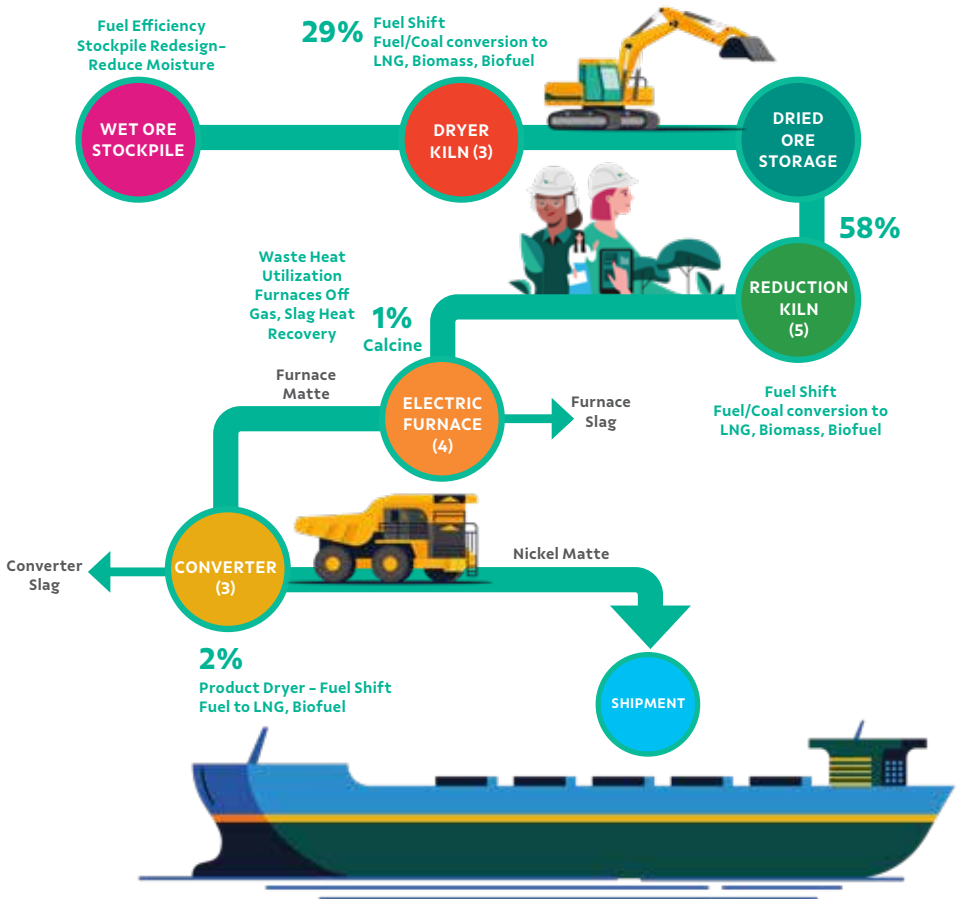 Fuel Efficiency
Stockpile Redesign–
Reduce Moisture
29%
Fuel Shift
Fuel/Coal conversion to
LNG, Biomass, Biofuel
WET ORE
STOCKPILE
DRYER
KILN (3)
DRIED
ORE
STORAGE
58%
REDUCTION
KILN
(5)
Fuel Shift
Fuel/Coal conversion to
LNG, Biomass, Biofuel
Waste Heat
Utilization
Furnaces Off
Gas, Slag Heat
Recovery
1%
Calcine
ELECTRIC
FURNACE
(4)
Furnace
Slag
Furnace
Matte
CONVERTER
(3)
Converter
Slag
2%
Product Dryer – Fuel Shift
Fuel to LNG, Biofuel
Nickel Matte
SHIPMENT